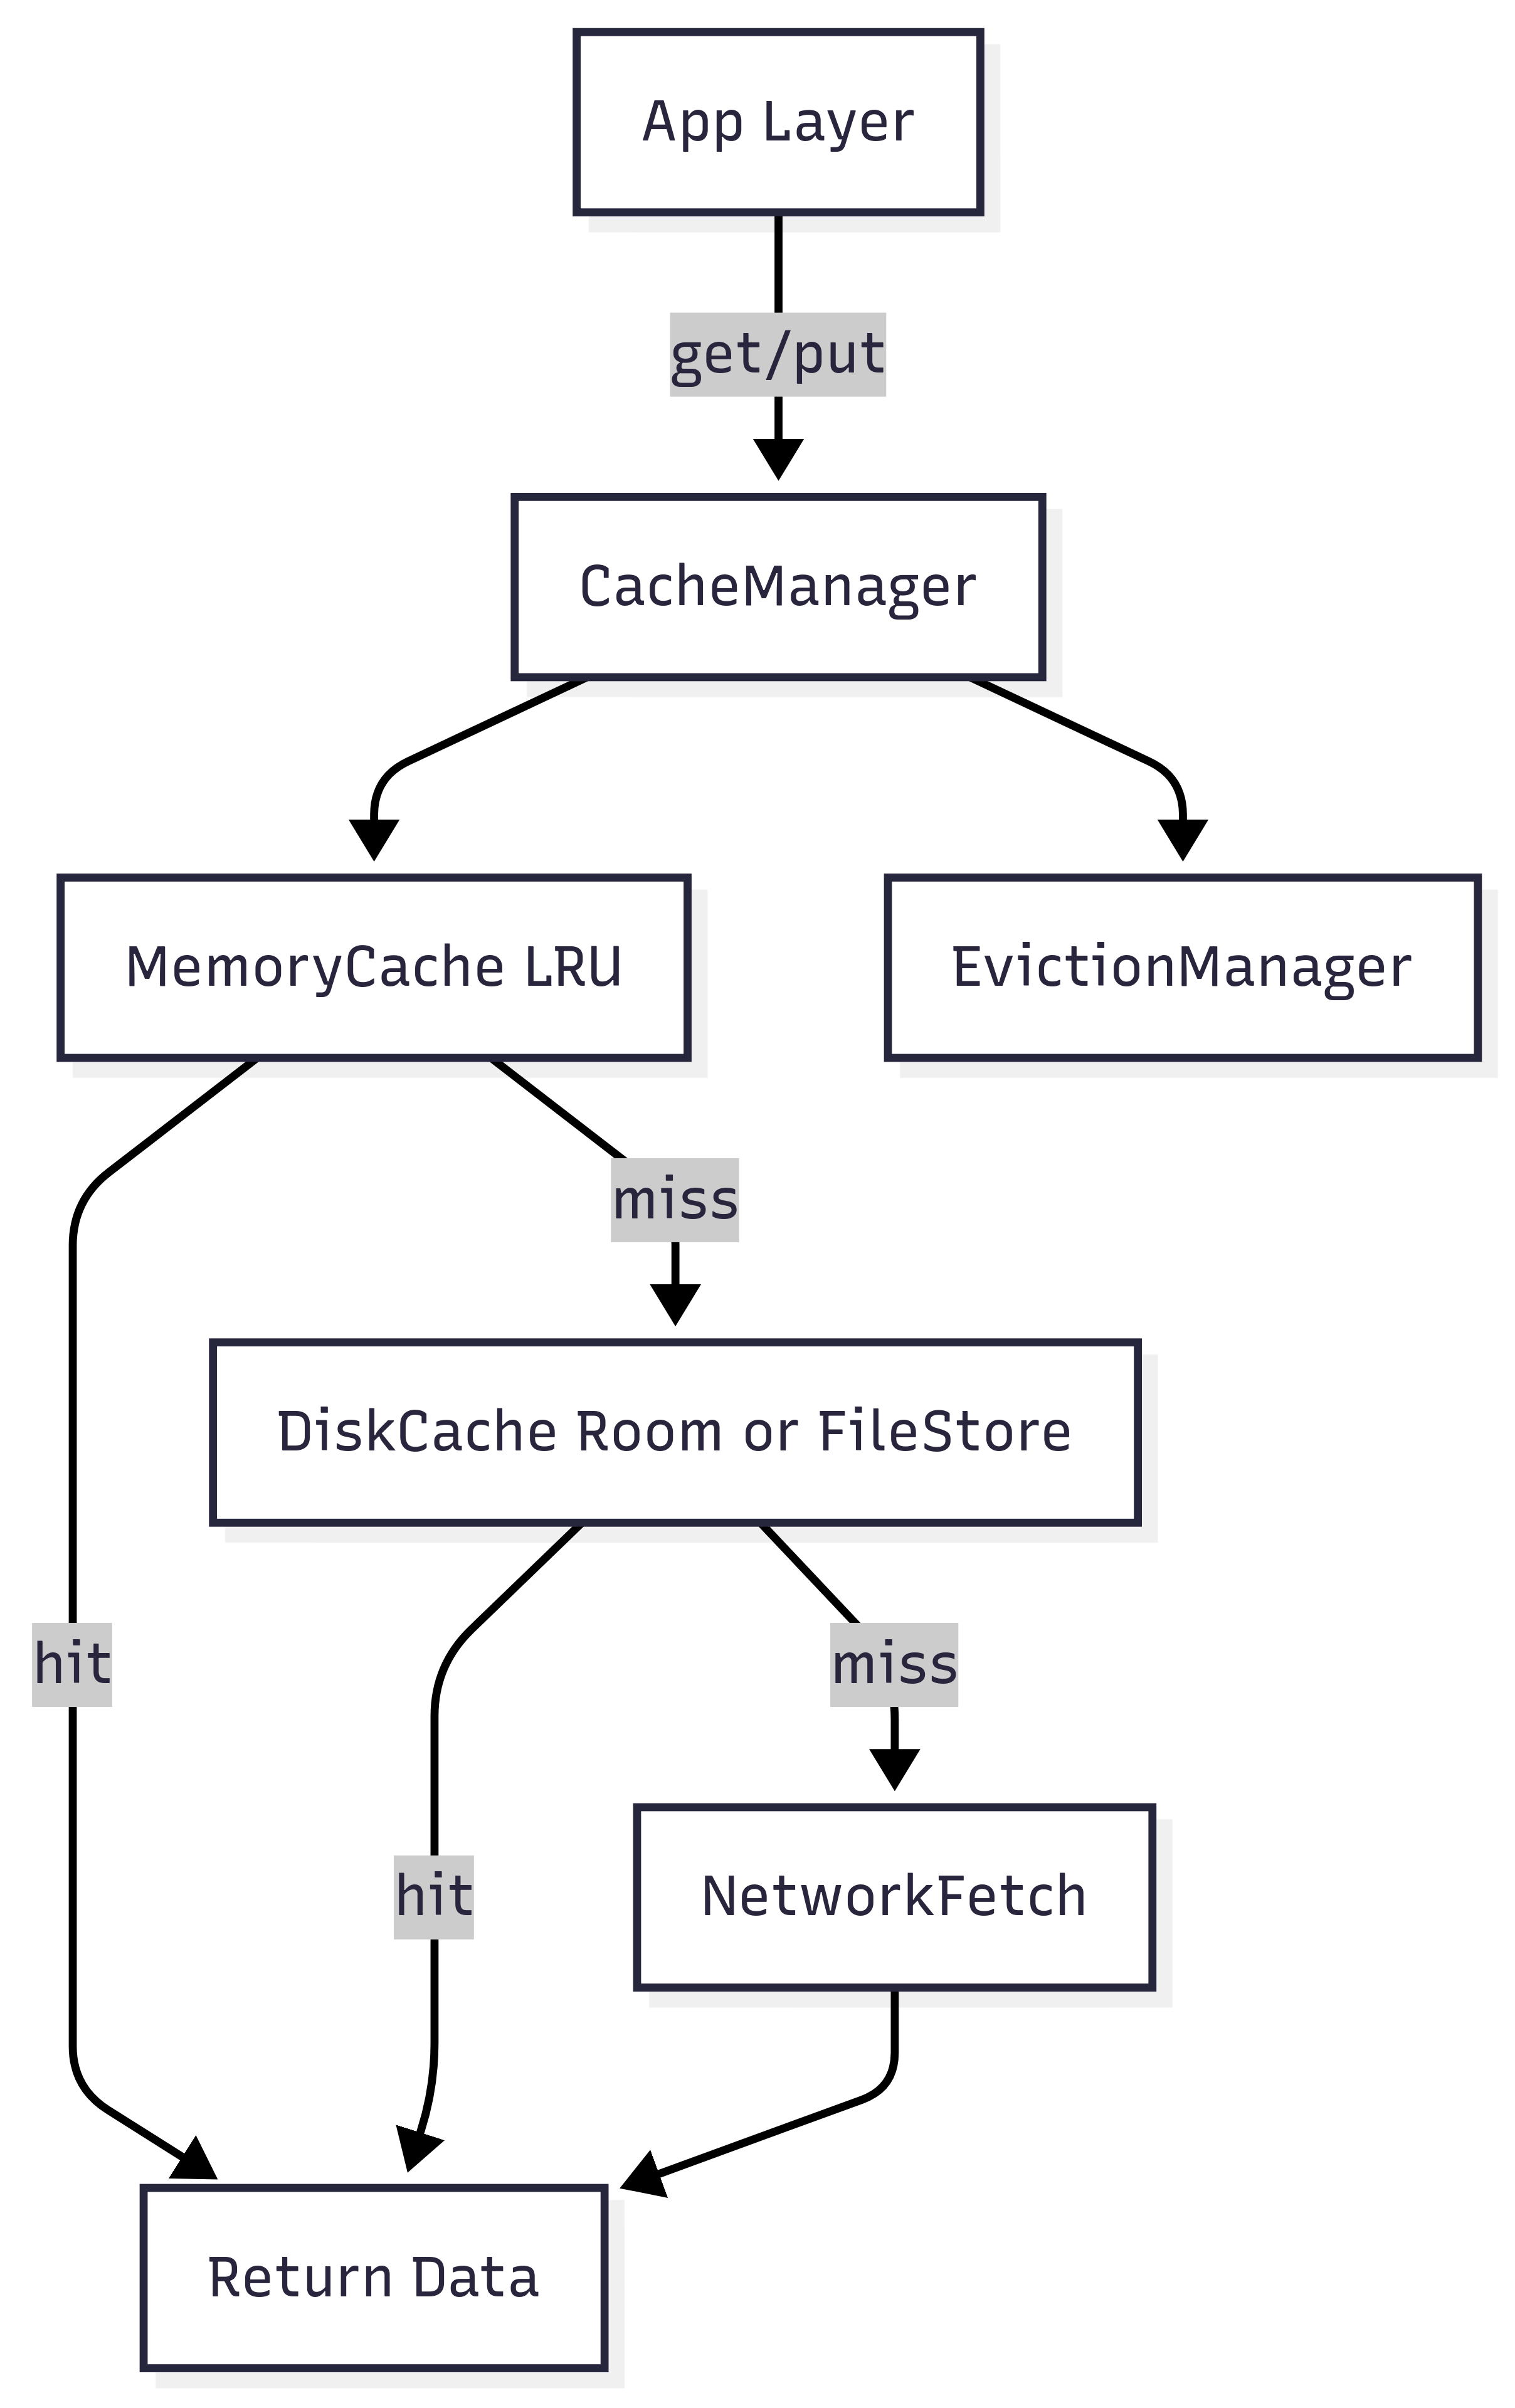 App Layer
get/put
CacheManager
MemoryCache LRU
EvictionManager
miss
DiskCache Room or FileStore
hit
miss
hit
NetworkFetch
Return Data